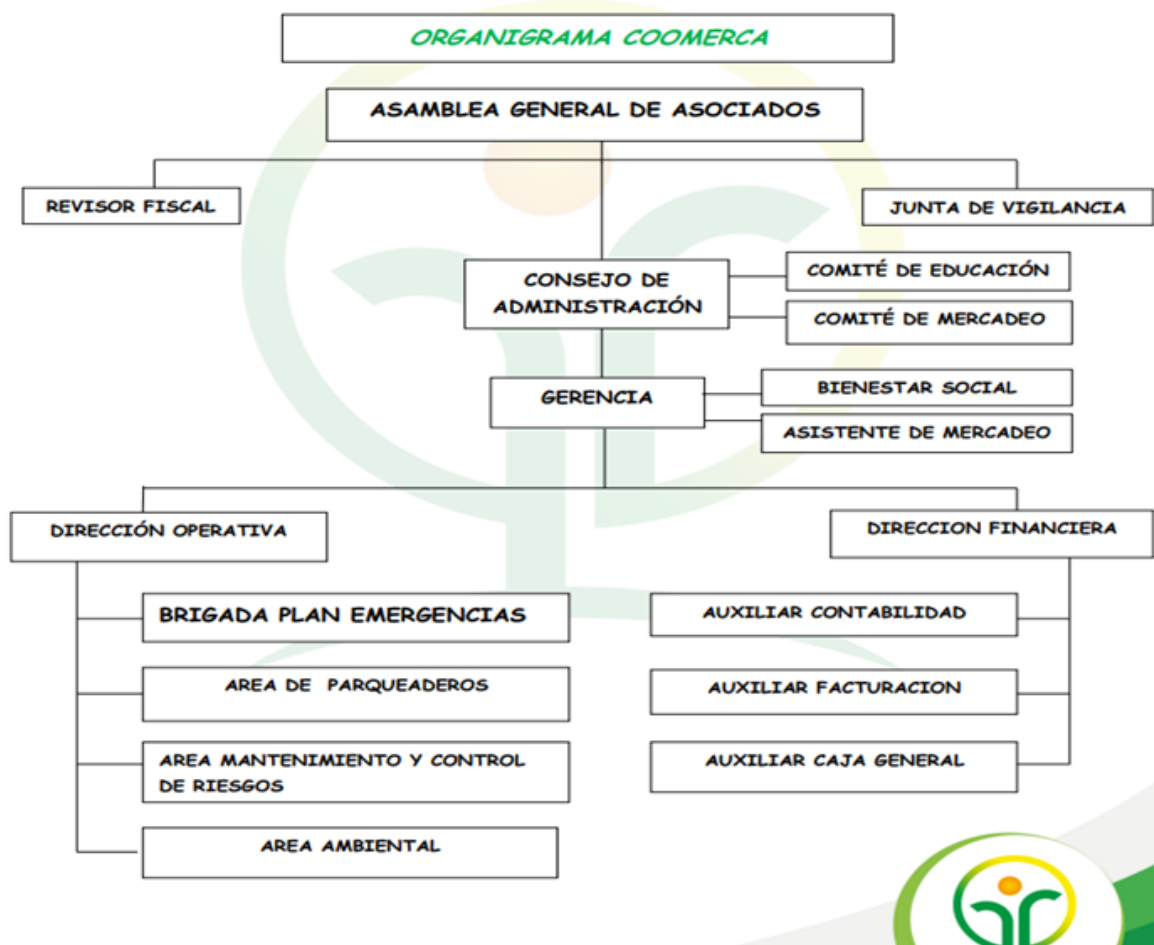 ORGANIGRAMA COOMERCA
ASAMBLEA GENERAL DE ASOCIADOS
REVISOR FISCAL
JUNTA DE VIGILANCIA
CONSEJO DE
ADMINISTRACIÓN
COMITÉ DE EDUCACIÓN
COMITÉ DE MERCADEO
GERENCIA
BIENESTAR SOCIAL
ASISTENTE DE MERCADEO
DIRECCIÓN OPERATIVA
DIRECCION FINANCIERA
BRIGADA PLAN EMERGENCIAS
AUXILIAR CONTABILIDAD
AREA DE PARQUEADEROS
AUXILIAR FACTURACION
AREA MANTENIMIENTO Y CONTROL
DE RIESGOS
AUXILIAR CAJA GENERAL
AREA AMBIENTAL